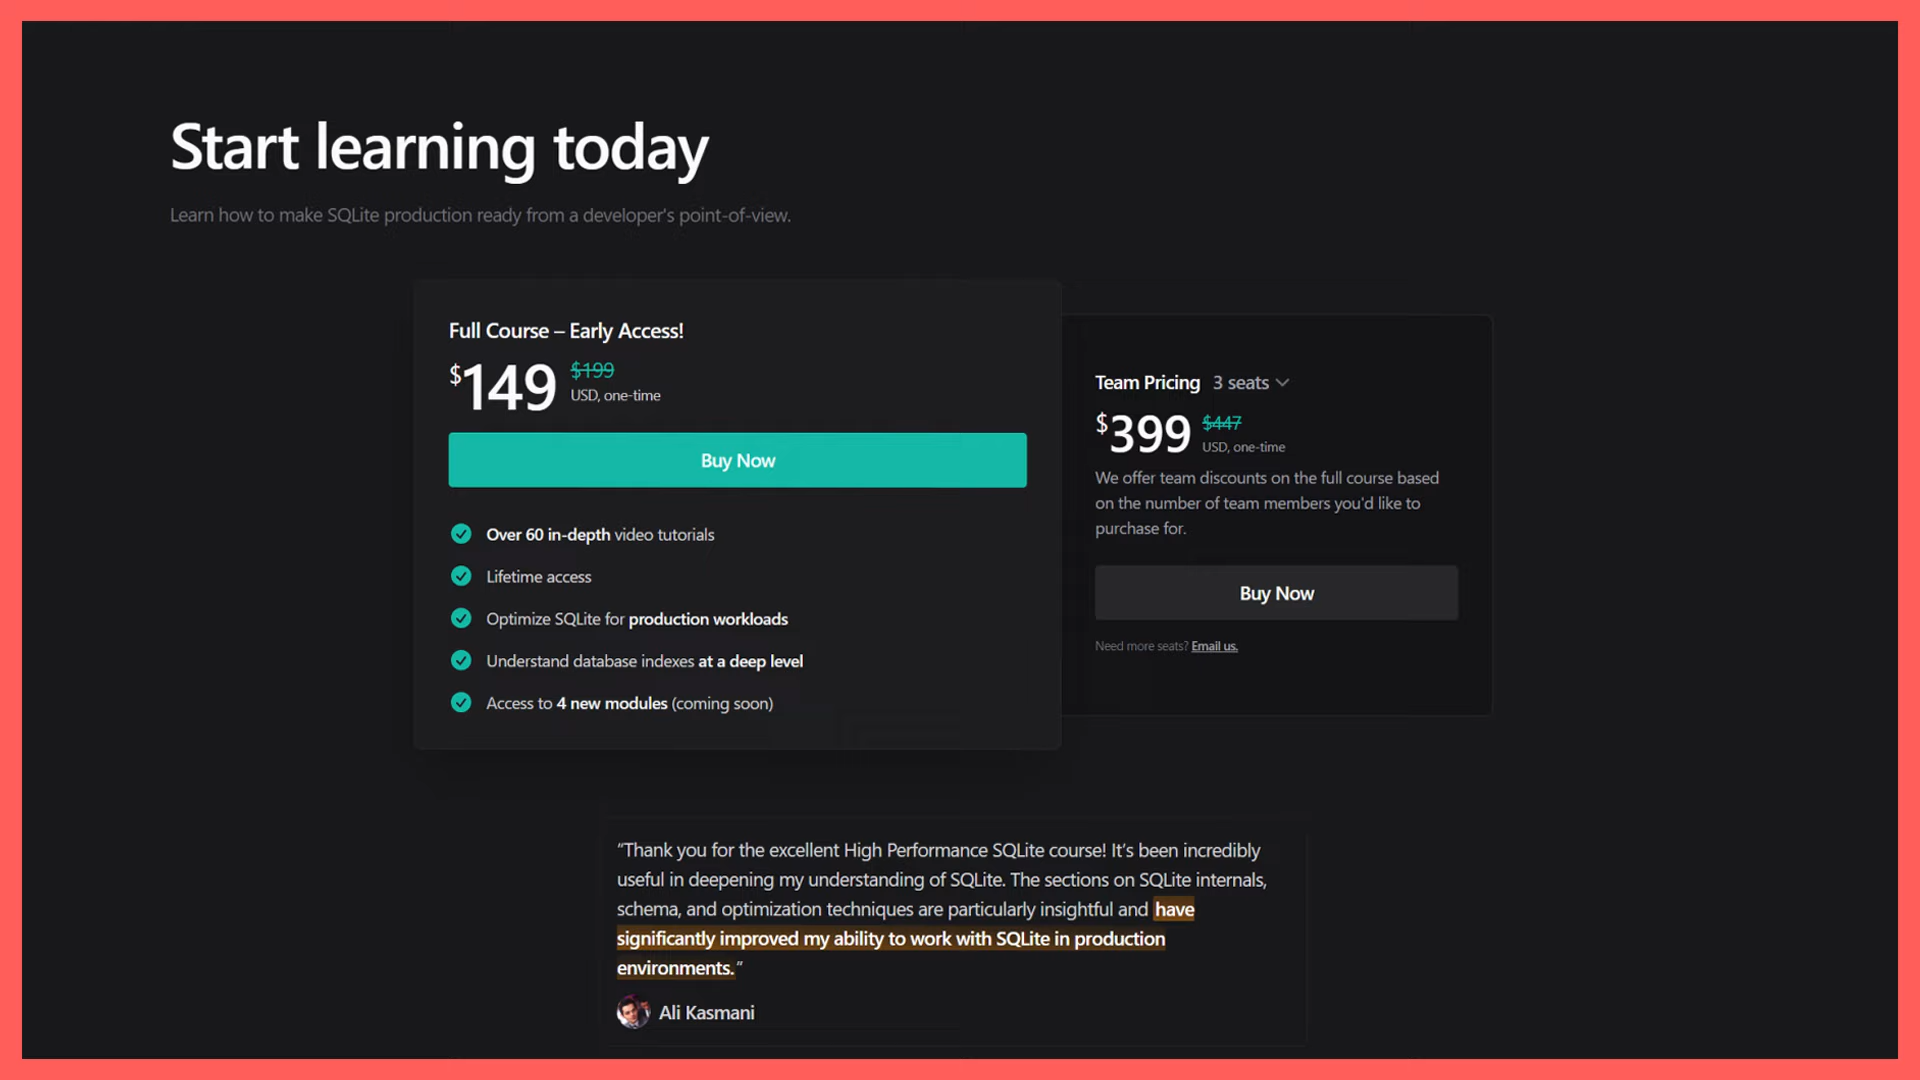 Start learning today
Learn how to make SQLite production ready from a developer's point-of-view.
Full Course – Early Access!
$149 $199
USD, one-time
Buy Now
Over 60 in-depth video tutorials
Lifetime access
Optimize SQLite for production workloads
Understand database indexes at a deep level
Access to 4 new modules (coming soon)
Team Pricing 3 seats
$399 $447
USD, one-time
We offer team discounts on the full course based
on the number of team members you'd like to
purchase for.
Buy Now
Need more seats? Email us.
“Thank you for the excellent High Performance SQLite course! It’s been incredibly
useful in deepening my understanding of SQLite. The sections on SQLite internals,
schema, and optimization techniques are particularly insightful and have
significantly improved my ability to work with SQLite in production
environments.”
Ali Kasmani